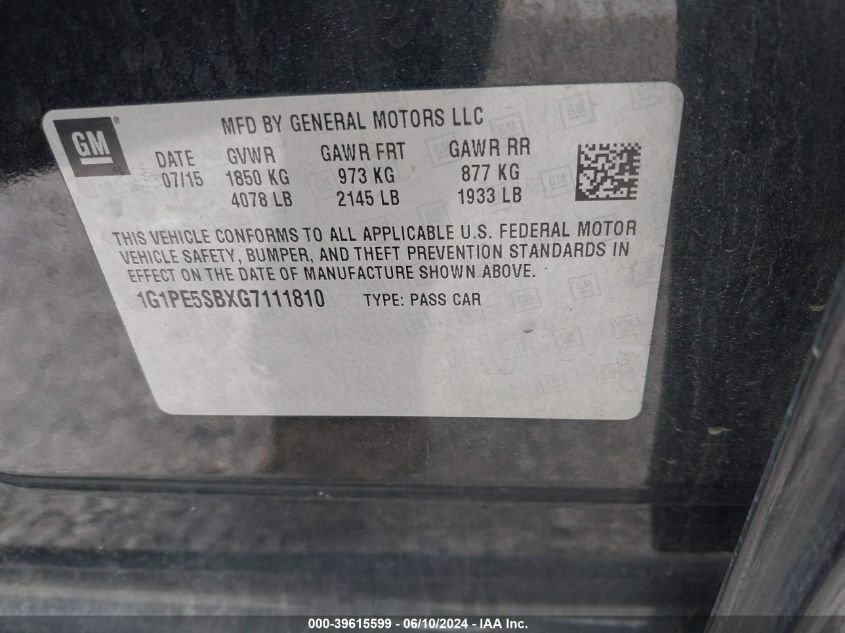 GM
MFD BY GENERAL MOTORS LLC
DATE GVWR GAWR FRT GAWR RR
07/15 1850 KG 973 KG 877 KG
4078 LB 2145 LB 1933 LB
THIS VEHICLE CONFORMS TO ALL APPLICABLE U.S. FEDERAL MOTOR
VEHICLE SAFETY, BUMPER, AND THEFT PREVENTION STANDARDS IN
EFFECT ON THE DATE OF MANUFACTURE SHOWN ABOVE.
1G1PE5SBXG7111810 TYPE: PASS CAR
000-39615599 - 06/10/2024 - IAA Inc.